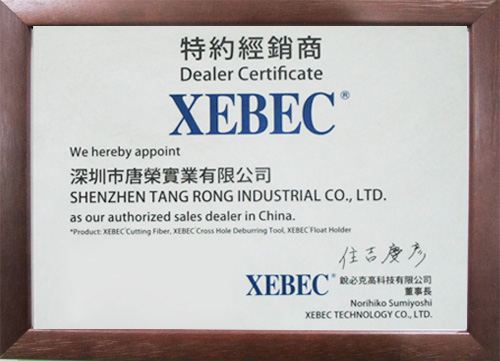 特約經銷商
Dealer Certificate
XEBEC®
We hereby appoint
深圳市唐榮實業有限公司
SHENZHEN TANG RONG INDUSTRIAL CO., LTD.
as our authorized sales dealer in China.
*Product: XEBEC®Cutting Fiber, XEBEC®Cross Hole Deburring Tool, XEBEC®Float Holder
住吉慶彦
XEBEC® 銳必克高科技有限公司
董事長
Norihiko Sumiyoshi
XEBEC TECHNOLOGY CO., LTD.